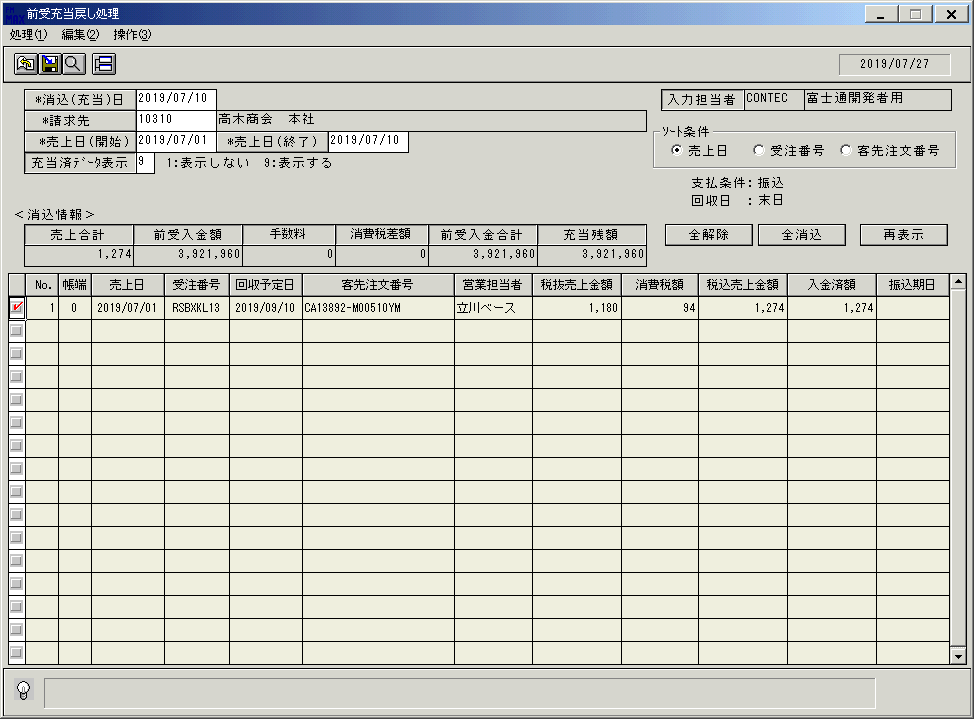 前受充当戻し処理
処理(1) 編集(2) 操作(3)
2019/07/27
*消込(充当)日 2019/07/10
入力担当者 CONTEC 富士通開発者用
*請求先 10310 高木商会 本社
*売上日(開始) 2019/07/01 *売上日(終了) 2019/07/10
ソート条件
充当済データ表示 9 1:表示しない 9:表示する
売上日 受注番号 客先注文番号
支払条件: 振込
回収日 : 末日
<消込情報>
売上合計 前受入金額 手数料 消費税差額 前受入金合計 充当残額
1,274 3,921,960 0 0 3,921,960 3,921,960
全解除 全消込 再表示
No. 帳端 売上日 受注番号 回収予定日 客先注文番号 営業担当者 税抜売上金額 消費税額 税込売上金額 入金済額 振込期日
1 0 2019/07/01 RSBXKL13 2019/09/10 CA13892-M00510YM 立川ベース 1,180 94 1,274 1,274